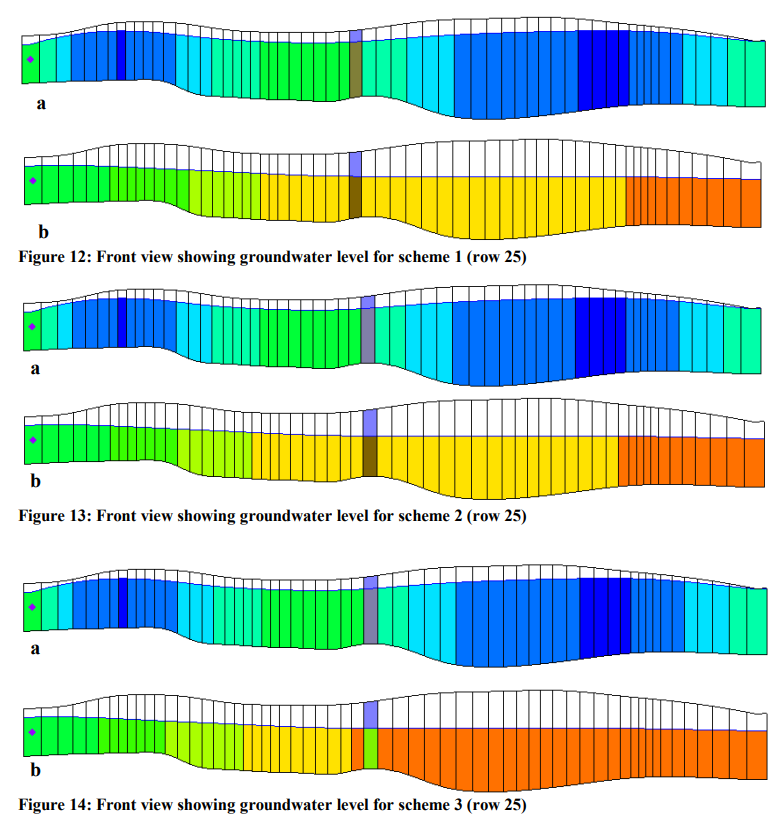 a
b
Figure 12: Front view showing groundwater level for scheme 1 (row 25)
a
b
Figure 13: Front view showing groundwater level for scheme 2 (row 25)
a
b
Figure 14: Front view showing groundwater level for scheme 3 (row 25)